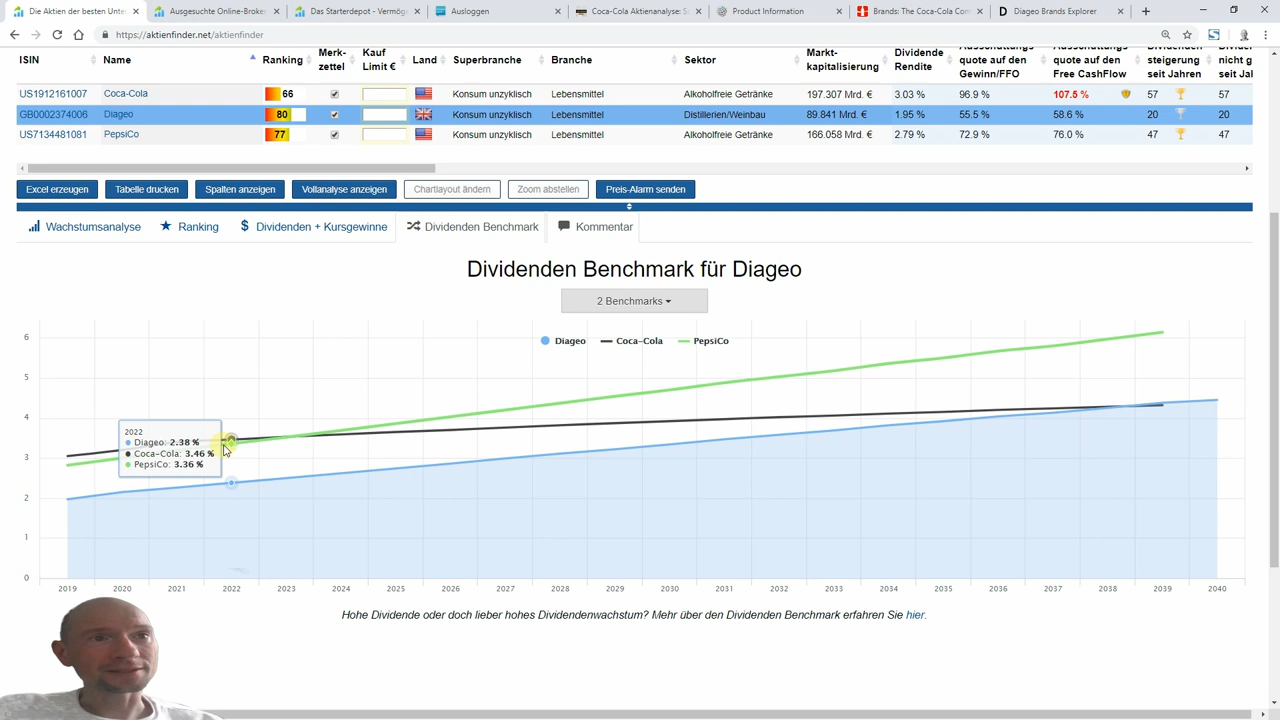 Die Aktien der besten Unte
Ausgesuchte Online-Broker
Das Starterdepot - Vermög
Ausloggen
Coca-Cola Aktienanalyse: S
Product Information
Brands: The Coca-Cola Com
Diageo Brands Explorer
https://aktienfinder.net/aktienfinder
ISIN Name Ranking Merk-zettel Kauf Limit € Land Superbranche Branche Sektor Markt-kapitalisierung Dividende Rendite Ausschüttungs quote auf den Gewinn/FFO Ausschüttungs quote auf den Free CashFlow Dividenden steigerung seit Jahren nicht g seit Jah
US1912161007 Coca-Cola 66 Konsum unzyklisch Lebensmittel Alkoholfreie Getränke 197.307 Mrd. € 3.03 % 96.9 % 107.5 % 57 57
GB0002374006 Diageo 80 Konsum unzyklisch Lebensmittel Distillerien/Weinbau 89.841 Mrd. € 1.95 % 55.5 % 58.6 % 20 20
US7134481081 PepsiCo 77 Konsum unzyklisch Lebensmittel Alkoholfreie Getränke 166.058 Mrd. € 2.79 % 72.9 % 76.0 % 47 47
Excel erzeugen Tabelle drucken Spalten anzeigen Vollanalyse anzeigen Chartlayout ändern Zoom abstellen Preis-Alarm senden
Wachstumsanalyse Ranking Dividenden + Kursgewinne Dividenden Benchmark Kommentar
Dividenden Benchmark für Diageo
2 Benchmarks
Diageo Coca-Cola PepsiCo
6
5
4
3
2
1
0
2022
Diageo: 2.38 %
Coca-Cola: 3.46 %
PepsiCo: 3.36 %
2019 2020 2021 2022 2023 2024 2025 2026 2027 2028 2029 2030 2031 2032 2033 2034 2035 2036 2037 2038 2039 2040
Hohe Dividende oder doch lieber hohes Dividendenwachstum? Mehr über den Dividenden Benchmark erfahren Sie hier.